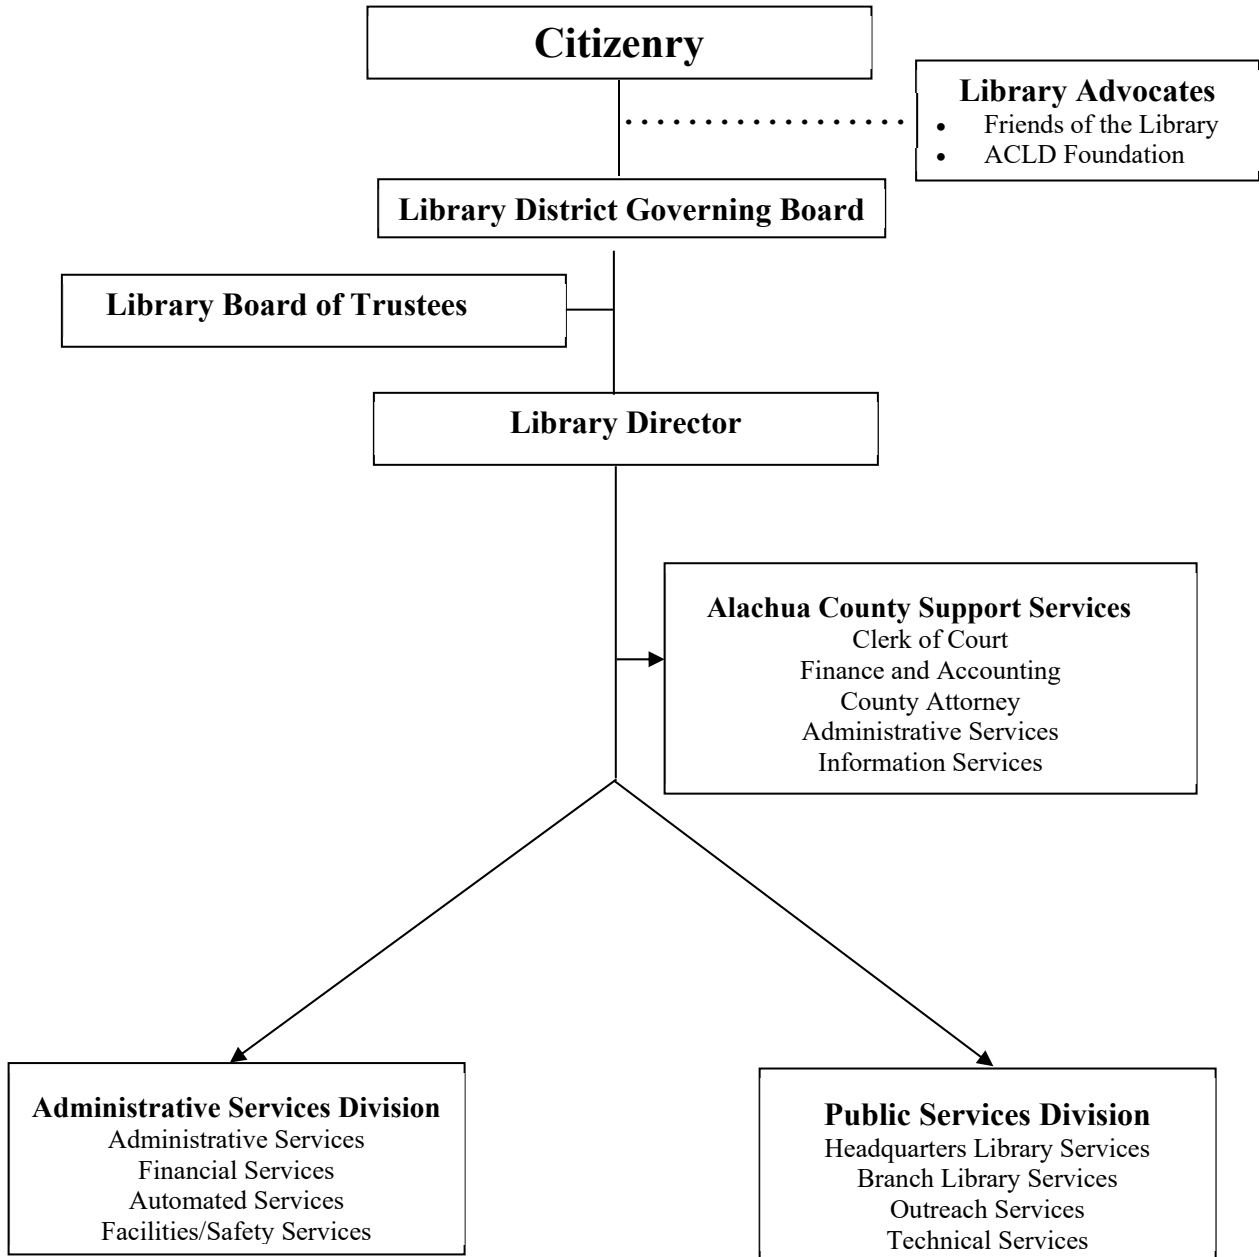 Citizenry
Library Advocates
• Friends of the Library
• ACLD Foundation
Library District Governing Board
Library Board of Trustees
Library Director
Alachua County Support Services
Clerk of Court
Finance and Accounting
County Attorney
Administrative Services
Information Services
Administrative Services Division
Administrative Services
Financial Services
Automated Services
Facilities/Safety Services
Public Services Division
Headquarters Library Services
Branch Library Services
Outreach Services
Technical Services